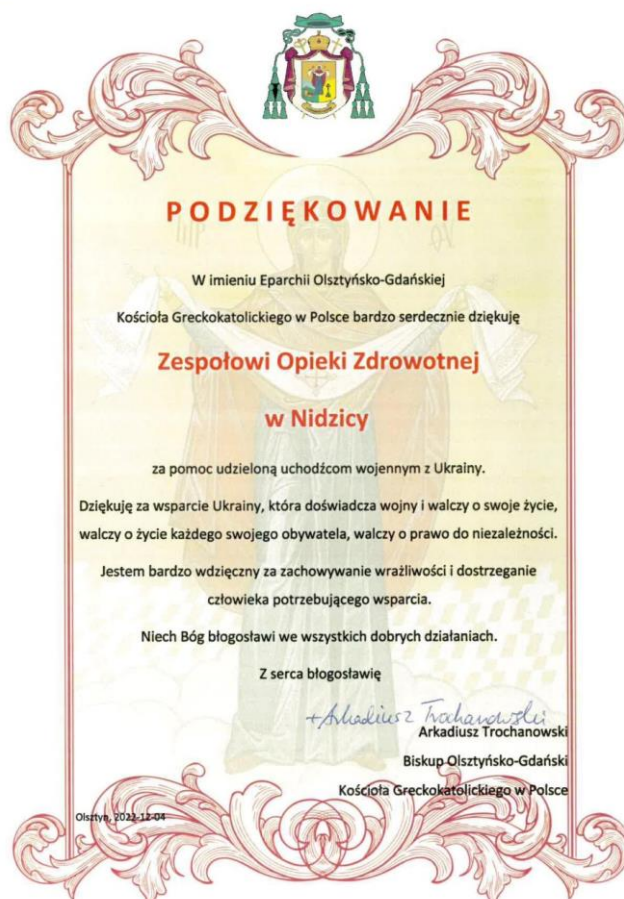 PODZIĘKOWANIE
W imieniu Eparchii Olsztyńsko-Gdańskiej
Kościoła Greckokatolickiego w Polsce bardzo serdecznie dziękuję
Zespołowi Opieki Zdrowotnej
w Nidzicy
za pomoc udzieloną uchodźcom wojennym z Ukrainy.
Dziękuję za wsparcie Ukrainy, która doświadcza wojny i walczy o swoje życie,
walczy o życie każdego swojego obywatela, walczy o prawo do niezależności.
Jestem bardzo wdzięczny za zachowywanie wrażliwości i dostrzeganie
człowieka potrzebującego wsparcia.
Niech Bóg błogosławi we wszystkich dobrych działaniach.
Z serca błogosławię
+Arkadiusz Trochanowski
Arkadiusz Trochanowski
Biskup Olsztyńsko-Gdański
Kościoła Greckokatolickiego w Polsce
Olsztyn, 2022-12-04